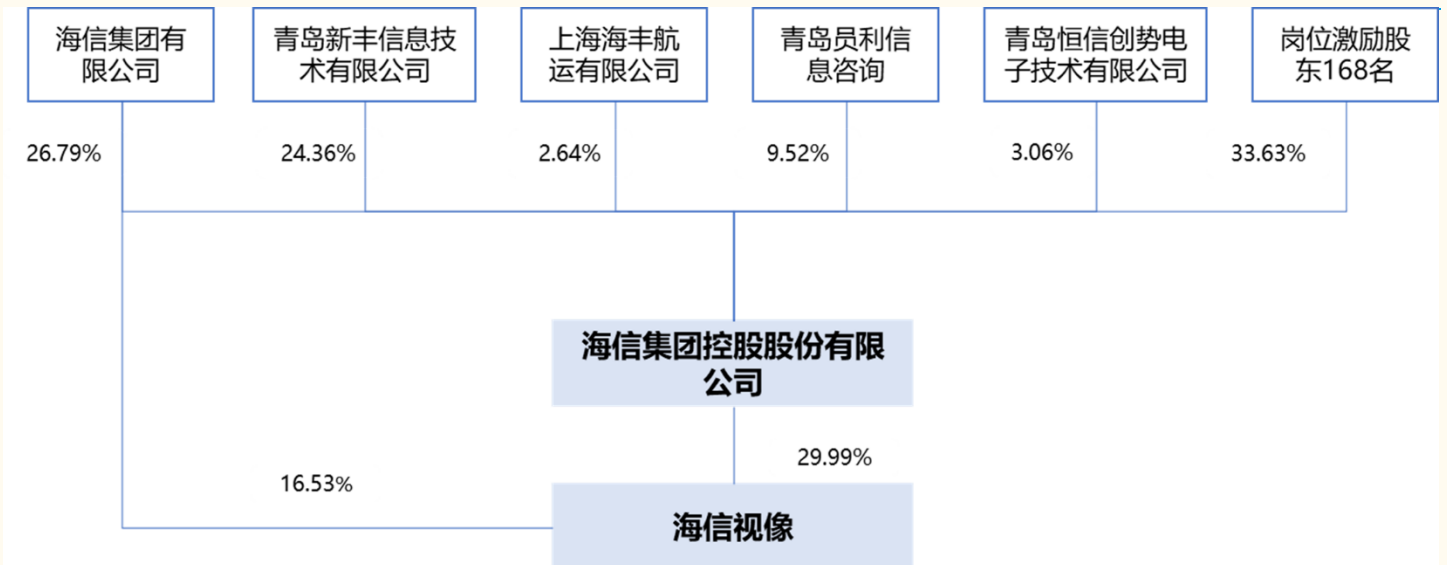 海信集团有
限公司
青岛新丰信息技
术有限公司
上海海丰航
运有限公司
青岛员利信
息咨询
青岛恒信创势电
子技术有限公司
岗位激励股
东168名
26.79%
24.36%
2.64%
9.52%
3.06%
33.63%
海信集团控股股份有限
公司
29.99%
16.53%
海信视像